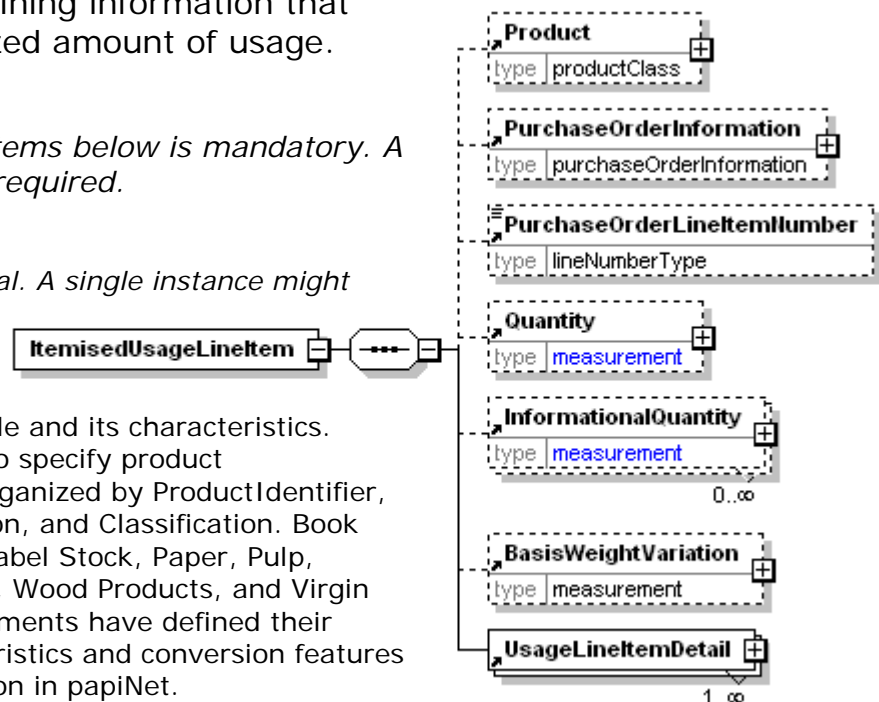 ining information that
ted amount of usage.
tems below is mandatory. A
required.
al. A single instance might
ItemisedUsageLineItem
le and its characteristics.
o specify product
ganized by ProductIdentifier,
on, and Classification. Book
abel Stock, Paper, Pulp,
, Wood Products, and Virgin
ments have defined their
ristics and conversion features
on in papiNet.
Product
type productClass
PurchaseOrderInformation
type purchaseOrderInformation
PurchaseOrderLineItemNumber
type lineNumberType
Quantity
type measurement
InformationalQuantity
type measurement
0..∞
BasisWeightVariation
type measurement
UsageLineItemDetail
1..∞